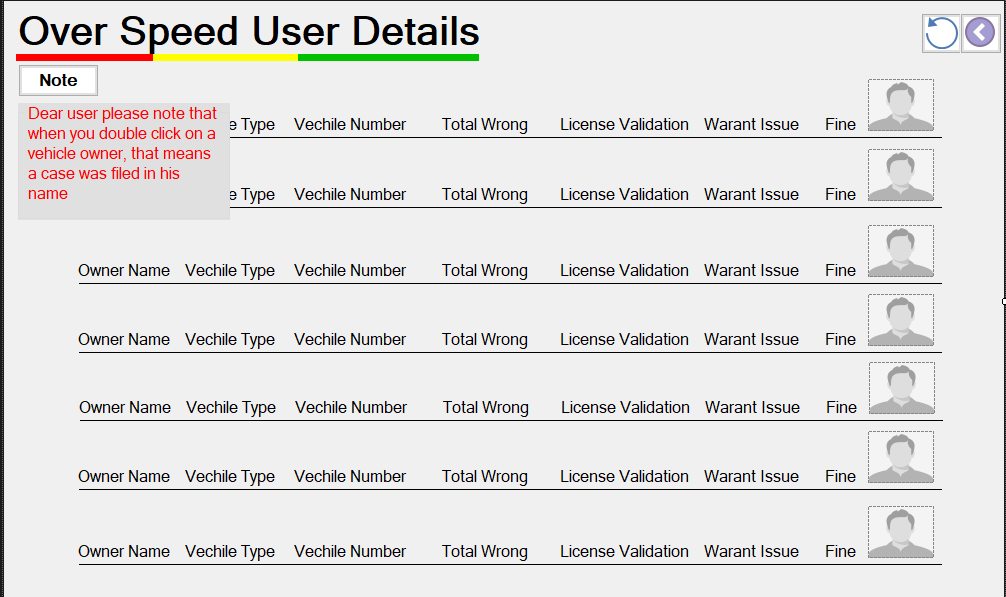 Over Speed User Details
Note
Dear user please note that
when you double click on a
vehicle owner, that means
a case was filed in his
name
e Type Vechile Number Total Wrong License Validation Warant Issue Fine
e Type Vechile Number Total Wrong License Validation Warant Issue Fine
Owner Name Vechile Type Vechile Number Total Wrong License Validation Warant Issue Fine
Owner Name Vechile Type Vechile Number Total Wrong License Validation Warant Issue Fine
Owner Name Vechile Type Vechile Number Total Wrong License Validation Warant Issue Fine
Owner Name Vechile Type Vechile Number Total Wrong License Validation Warant Issue Fine
Owner Name Vechile Type Vechile Number Total Wrong License Validation Warant Issue Fine